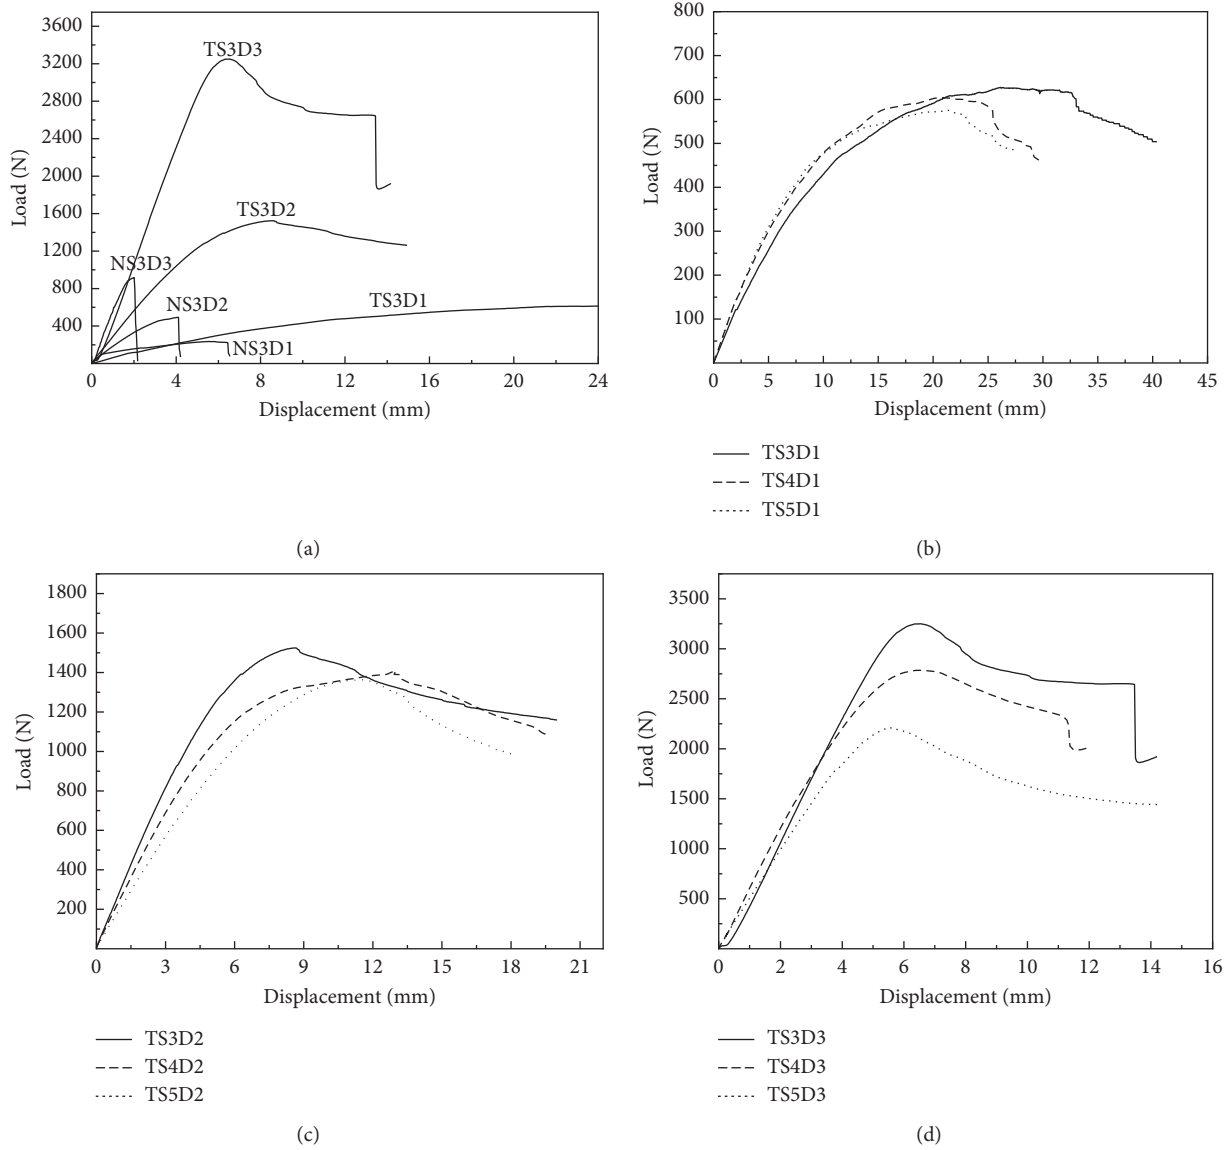 3600
3200
2800
2400
2000
1600
1200
800
400
Load (N)
TS3D3
TS3D2
NS3D3
NS3D2
TS3D1
NS3D1
0 4 8 12 16 20 24
Displacement (mm)
(a)
800
700
600
500
400
300
200
100
Load (N)
0 5 10 15 20 25 30 35 40 45
Displacement (mm)
TS3D1
TS4D1
TS5D1
(b)
1800
1600
1400
1200
1000
800
600
400
200
Load (N)
0 3 6 9 12 15 18 21
Displacement (mm)
TS3D2
TS4D2
TS5D2
(c)
3500
3000
2500
2000
1500
1000
500
Load (N)
0 2 4 6 8 10 12 14 16
Displacement (mm)
TS3D3
TS4D3
TS5D3
(d)